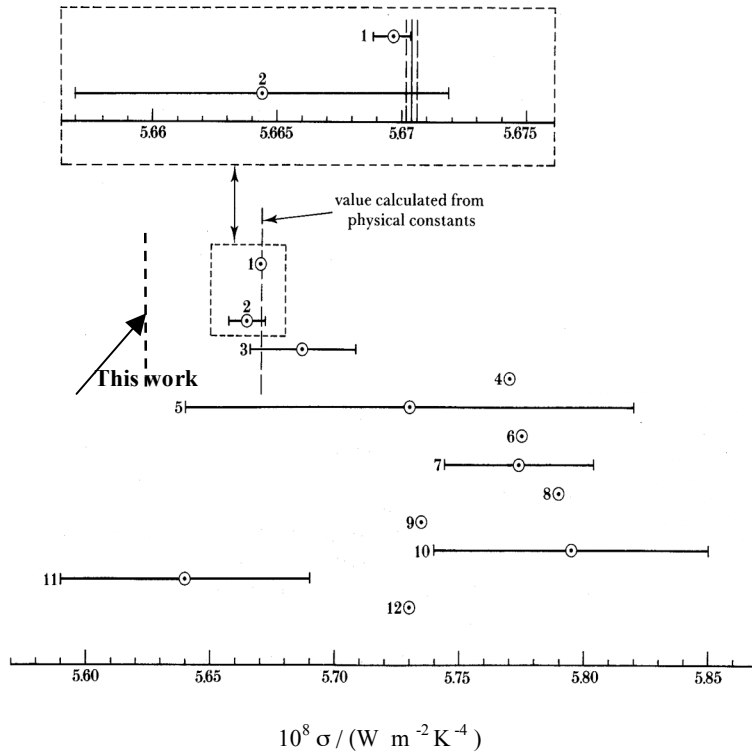 1
2
5.66 5.665 5.67 5.675
value calculated from
physical constants
1
2
3
This work
4
5
6
7
8
9
10
11
12
5.60 5.65 5.70 5.75 5.80 5.85
10⁸ σ / (W m⁻² K⁻⁴ )